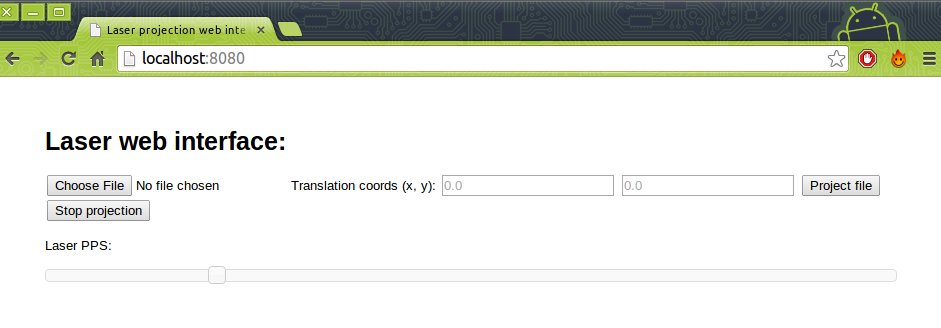 Laser projection web inte
localhost:8080
Laser web interface:
Choose File No file chosen Translation coords (x, y): 0.0 0.0 Project file
Stop projection
Laser PPS: